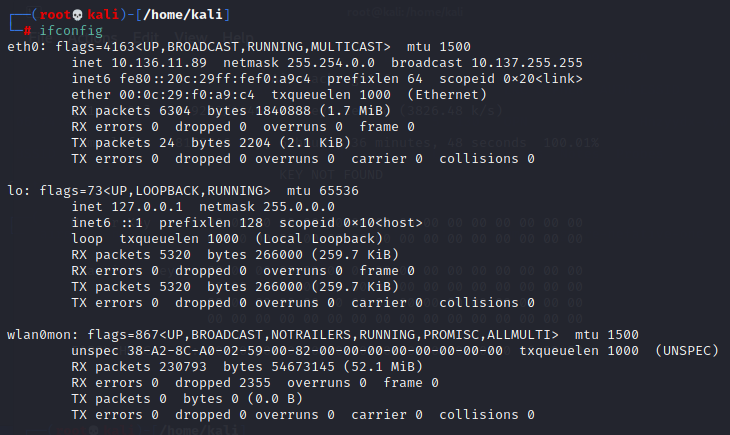 ┌──(root💀kali)-[/home/kali]
└─# ifconfig
eth0: flags=4163<UP,BROADCAST,RUNNING,MULTICAST>  mtu 1500
        inet 10.136.11.89  netmask 255.254.0.0  broadcast 10.137.255.255
        inet6 fe80::20c:29ff:fef0:a9c4  prefixlen 64  scopeid 0×20<link>
        ether 00:0c:29:f0:a9:c4  txqueuelen 1000  (Ethernet)
        RX packets 6304  bytes 1840888 (1.7 MiB)
        RX errors 0  dropped 0  overruns 0  frame 0
        TX packets 24  bytes 2204 (2.1 KiB)
        TX errors 0  dropped 0 overruns 0  carrier 0  collisions 0
lo: flags=73<UP,LOOPBACK,RUNNING>  mtu 65536
        inet 127.0.0.1  netmask 255.0.0.0
        inet6 ::1  prefixlen 128  scopeid 0×10<host>
        loop  txqueuelen 1000  (Local Loopback)
        RX packets 5320  bytes 266000 (259.7 KiB)
        RX errors 0  dropped 0  overruns 0  frame 0
        TX packets 5320  bytes 266000 (259.7 KiB)
        TX errors 0  dropped 0 overruns 0  carrier 0  collisions 0
wlan0mon: flags=867<UP,BROADCAST,NOTRAILERS,RUNNING,PROMISC,ALLMULTI>  mtu 1500
        unspec 38-A2-8C-A0-02-59-00-82-00-00-00-00-00-00-00-00  txqueuelen 1000  (UNSPEC)
        RX packets 230793  bytes 54673145 (52.1 MiB)
        RX errors 0  dropped 2355  overruns 0  frame 0
        TX packets 0  bytes 0 (0.0 B)
        TX errors 0  dropped 0 overruns 0  carrier 0  collisions 0